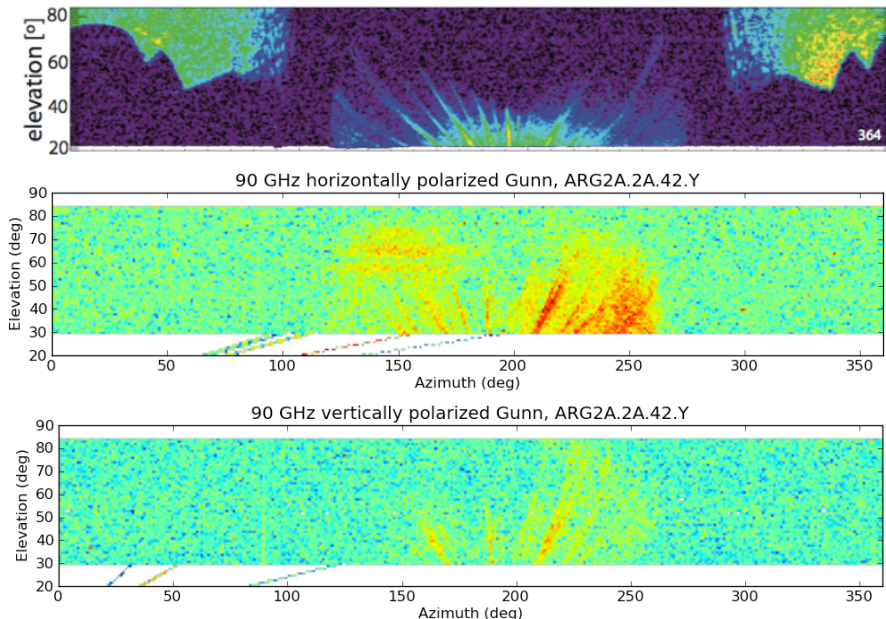 80
60
40
20
elevation [º]
364
90 GHz horizontally polarized Gunn, ARG2A.2A.42.Y
90
80
70
60
50
40
30
20
Elevation (deg)
0 50 100 150 200 250 300 350
Azimuth (deg)
90 GHz vertically polarized Gunn, ARG2A.2A.42.Y
90
80
70
60
50
40
30
20
Elevation (deg)
0 50 100 150 200 250 300 350
Azimuth (deg)